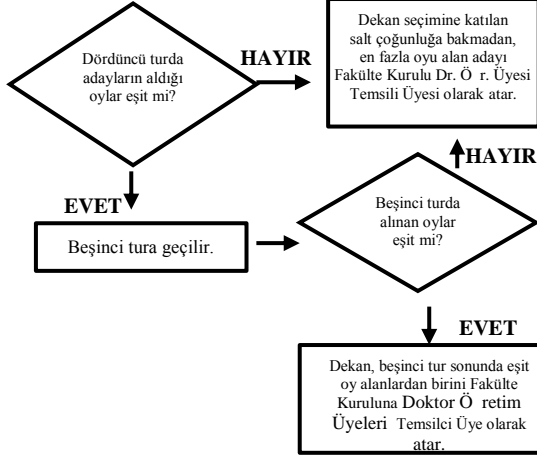 Dördüncü turda
adayların aldığı
oylar eşit mi?
HAYIR
Dekan seçimine katılan
salt çoğunluğa bakmadan,
en fazla oyu alan adayı
Fakülte Kurulu Dr. Ö r. Üyesi
Temsili Üyesi olarak atar.
HAYIR
EVET
Beşinci tura geçilir.
Beşinci turda
alınan oylar
eşit mi?
EVET
Dekan, beşinci tur sonunda eşit
oy alanlardan birini Fakülte
Kuruluna Doktor Ö retim
Üyeleri Temsilci Üye olarak
atar.